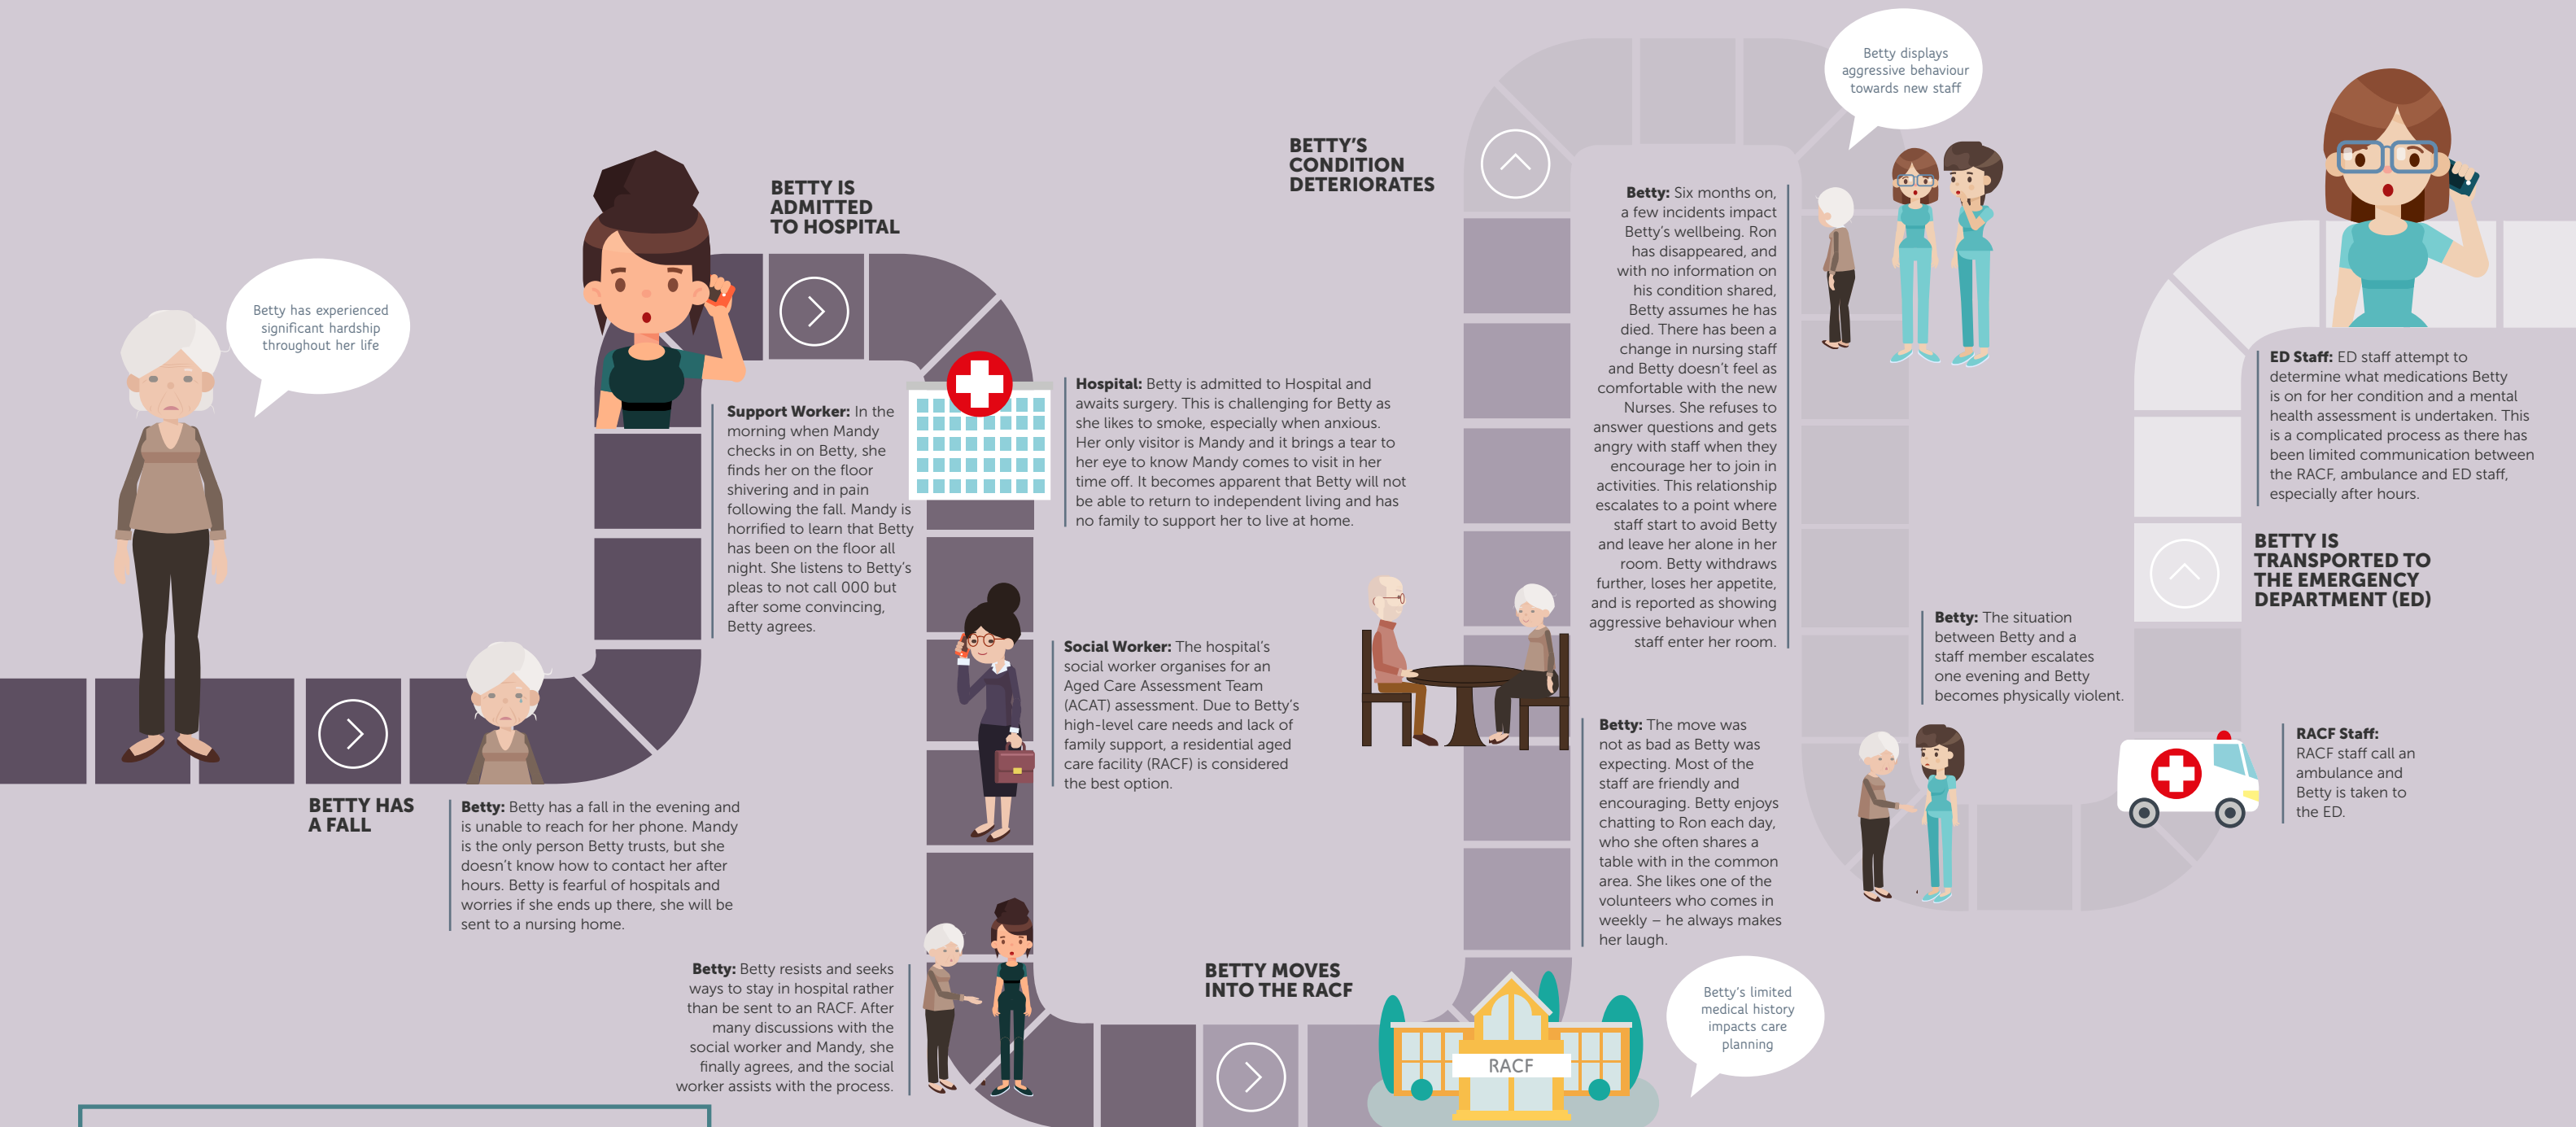 Betty has experienced
significant hardship
throughout her life
BETTY HAS
A FALL
Betty: Betty has a fall in the evening and
is unable to reach for her phone. Mandy
is the only person Betty trusts, but she
doesn't know how to contact her after
hours. Betty is fearful of hospitals and
worries if she ends up there, she will be
sent to a nursing home.
Support Worker: In the
morning when Mandy
checks in on Betty, she
finds her on the floor
shivering and in pain
following the fall. Mandy is
horrified to learn that Betty
has been on the floor all
night. She listens to Betty's
pleas to not call 000 but
after some convincing,
Betty agrees.
BETTY IS
ADMITTED
TO HOSPITAL
Hospital: Betty is admitted to Hospital and
awaits surgery. This is challenging for Betty as
she likes to smoke, especially when anxious.
Her only visitor is Mandy and it brings a tear to
her eye to know Mandy comes to visit in her
time off. It becomes apparent that Betty will not
be able to return to independent living and has
no family to support her to live at home.
Social Worker: The hospital's
social worker organises for an
Aged Care Assessment Team
(ACAT) assessment. Due to Betty's
high-level care needs and lack of
family support, a residential aged
care facility (RACF) is considered
the best option.
Betty: Betty resists and seeks
ways to stay in hospital rather
than be sent to an RACF. After
many discussions with the
social worker and Mandy, she
finally agrees, and the social
worker assists with the process.
BETTY MOVES
INTO THE RACF
RACF
Betty's limited
medical history
impacts care
planning
Betty: The move was
not as bad as Betty was
expecting. Most of the
staff are friendly and
encouraging. Betty enjoys
chatting to Ron each day,
who she often shares a
table with in the common
area. She likes one of the
volunteers who comes in
weekly – he always makes
her laugh.
BETTY'S
CONDITION
DETERIORATES
Betty: Six months on,
a few incidents impact
Betty's wellbeing. Ron
has disappeared, and
with no information on
his condition shared,
Betty assumes he has
died. There has been a
change in nursing staff
and Betty doesn't feel as
comfortable with the new
Nurses. She refuses to
answer questions and gets
angry with staff when they
encourage her to join in
activities. This relationship
escalates to a point where
staff start to avoid Betty
and leave her alone in her
room. Betty withdraws
further, loses her appetite,
and is reported as showing
aggressive behaviour when
staff enter her room.
Betty displays
aggressive behaviour
towards new staff
Betty: The situation
between Betty and a
staff member escalates
one evening and Betty
becomes physically violent.
RACF Staff:
RACF staff call an
ambulance and
Betty is taken to
the ED.
BETTY IS
TRANSPORTED TO
THE EMERGENCY
DEPARTMENT (ED)
ED Staff: ED staff attempt to
determine what medications Betty
is on for her condition and a mental
health assessment is undertaken. This
is a complicated process as there has
been limited communication between
the RACF, ambulance and ED staff,
especially after hours.